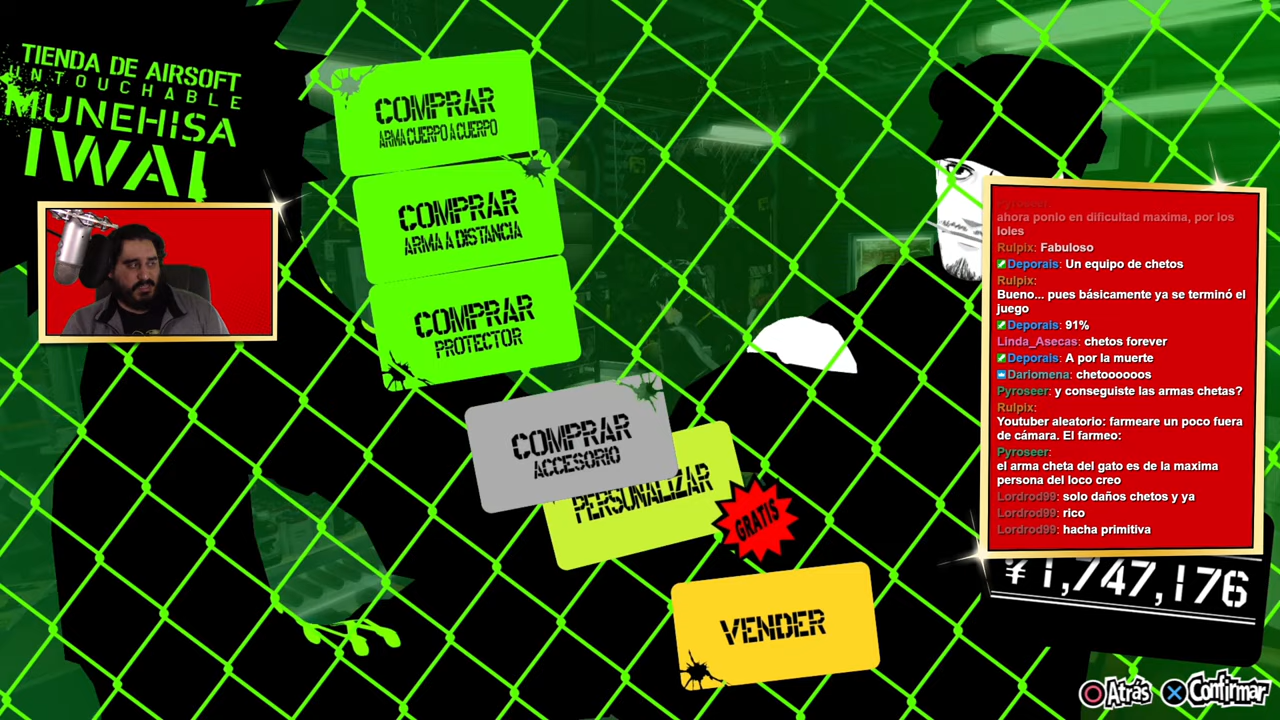 TIENDA DE AIRSOFT
UNTOUCHABLE
MUNEHISA
IWAI
COMPRAR
ARMA CUERPO A CUERPO
COMPRAR
ARMA A DISTANCIA
COMPRAR
PROTECTOR
COMPRAR
ACCESORIO
PERSONALIZAR
GRATIS
VENDER
Pyroseer:
ahora ponlo en dificultad maxima, por los
loles
Rulpix: Fabuloso
Deporais: Un equipo de chetos
Rulpix:
Bueno... pues básicamente ya se terminó el
juego
Deporais: 91%
Linda_Asecas: chetos forever
Deporais: A por la muerte
Dariomena: chetoooooos
Pyroseer: y conseguiste las armas chetas?
Rulpix:
Youtuber aleatorio: farmeare un poco fuera
de cámara. El farmeo:
Pyroseer:
el arma cheta del gato es de la maxima
persona del loco creo
Lordrod99: solo daños chetos y ya
Lordrod99: rico
Lordrod99: hacha primitiva
¥1,747,176
Atrás
Confirmar